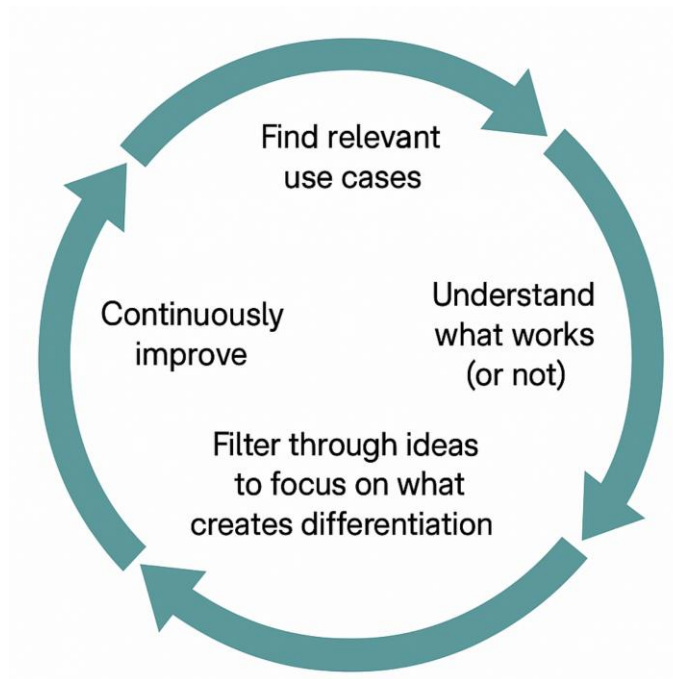 Find relevant
use cases
Understand
what works
(or not)
Filter through ideas
to focus on what
creates differentiation
Continuously
improve